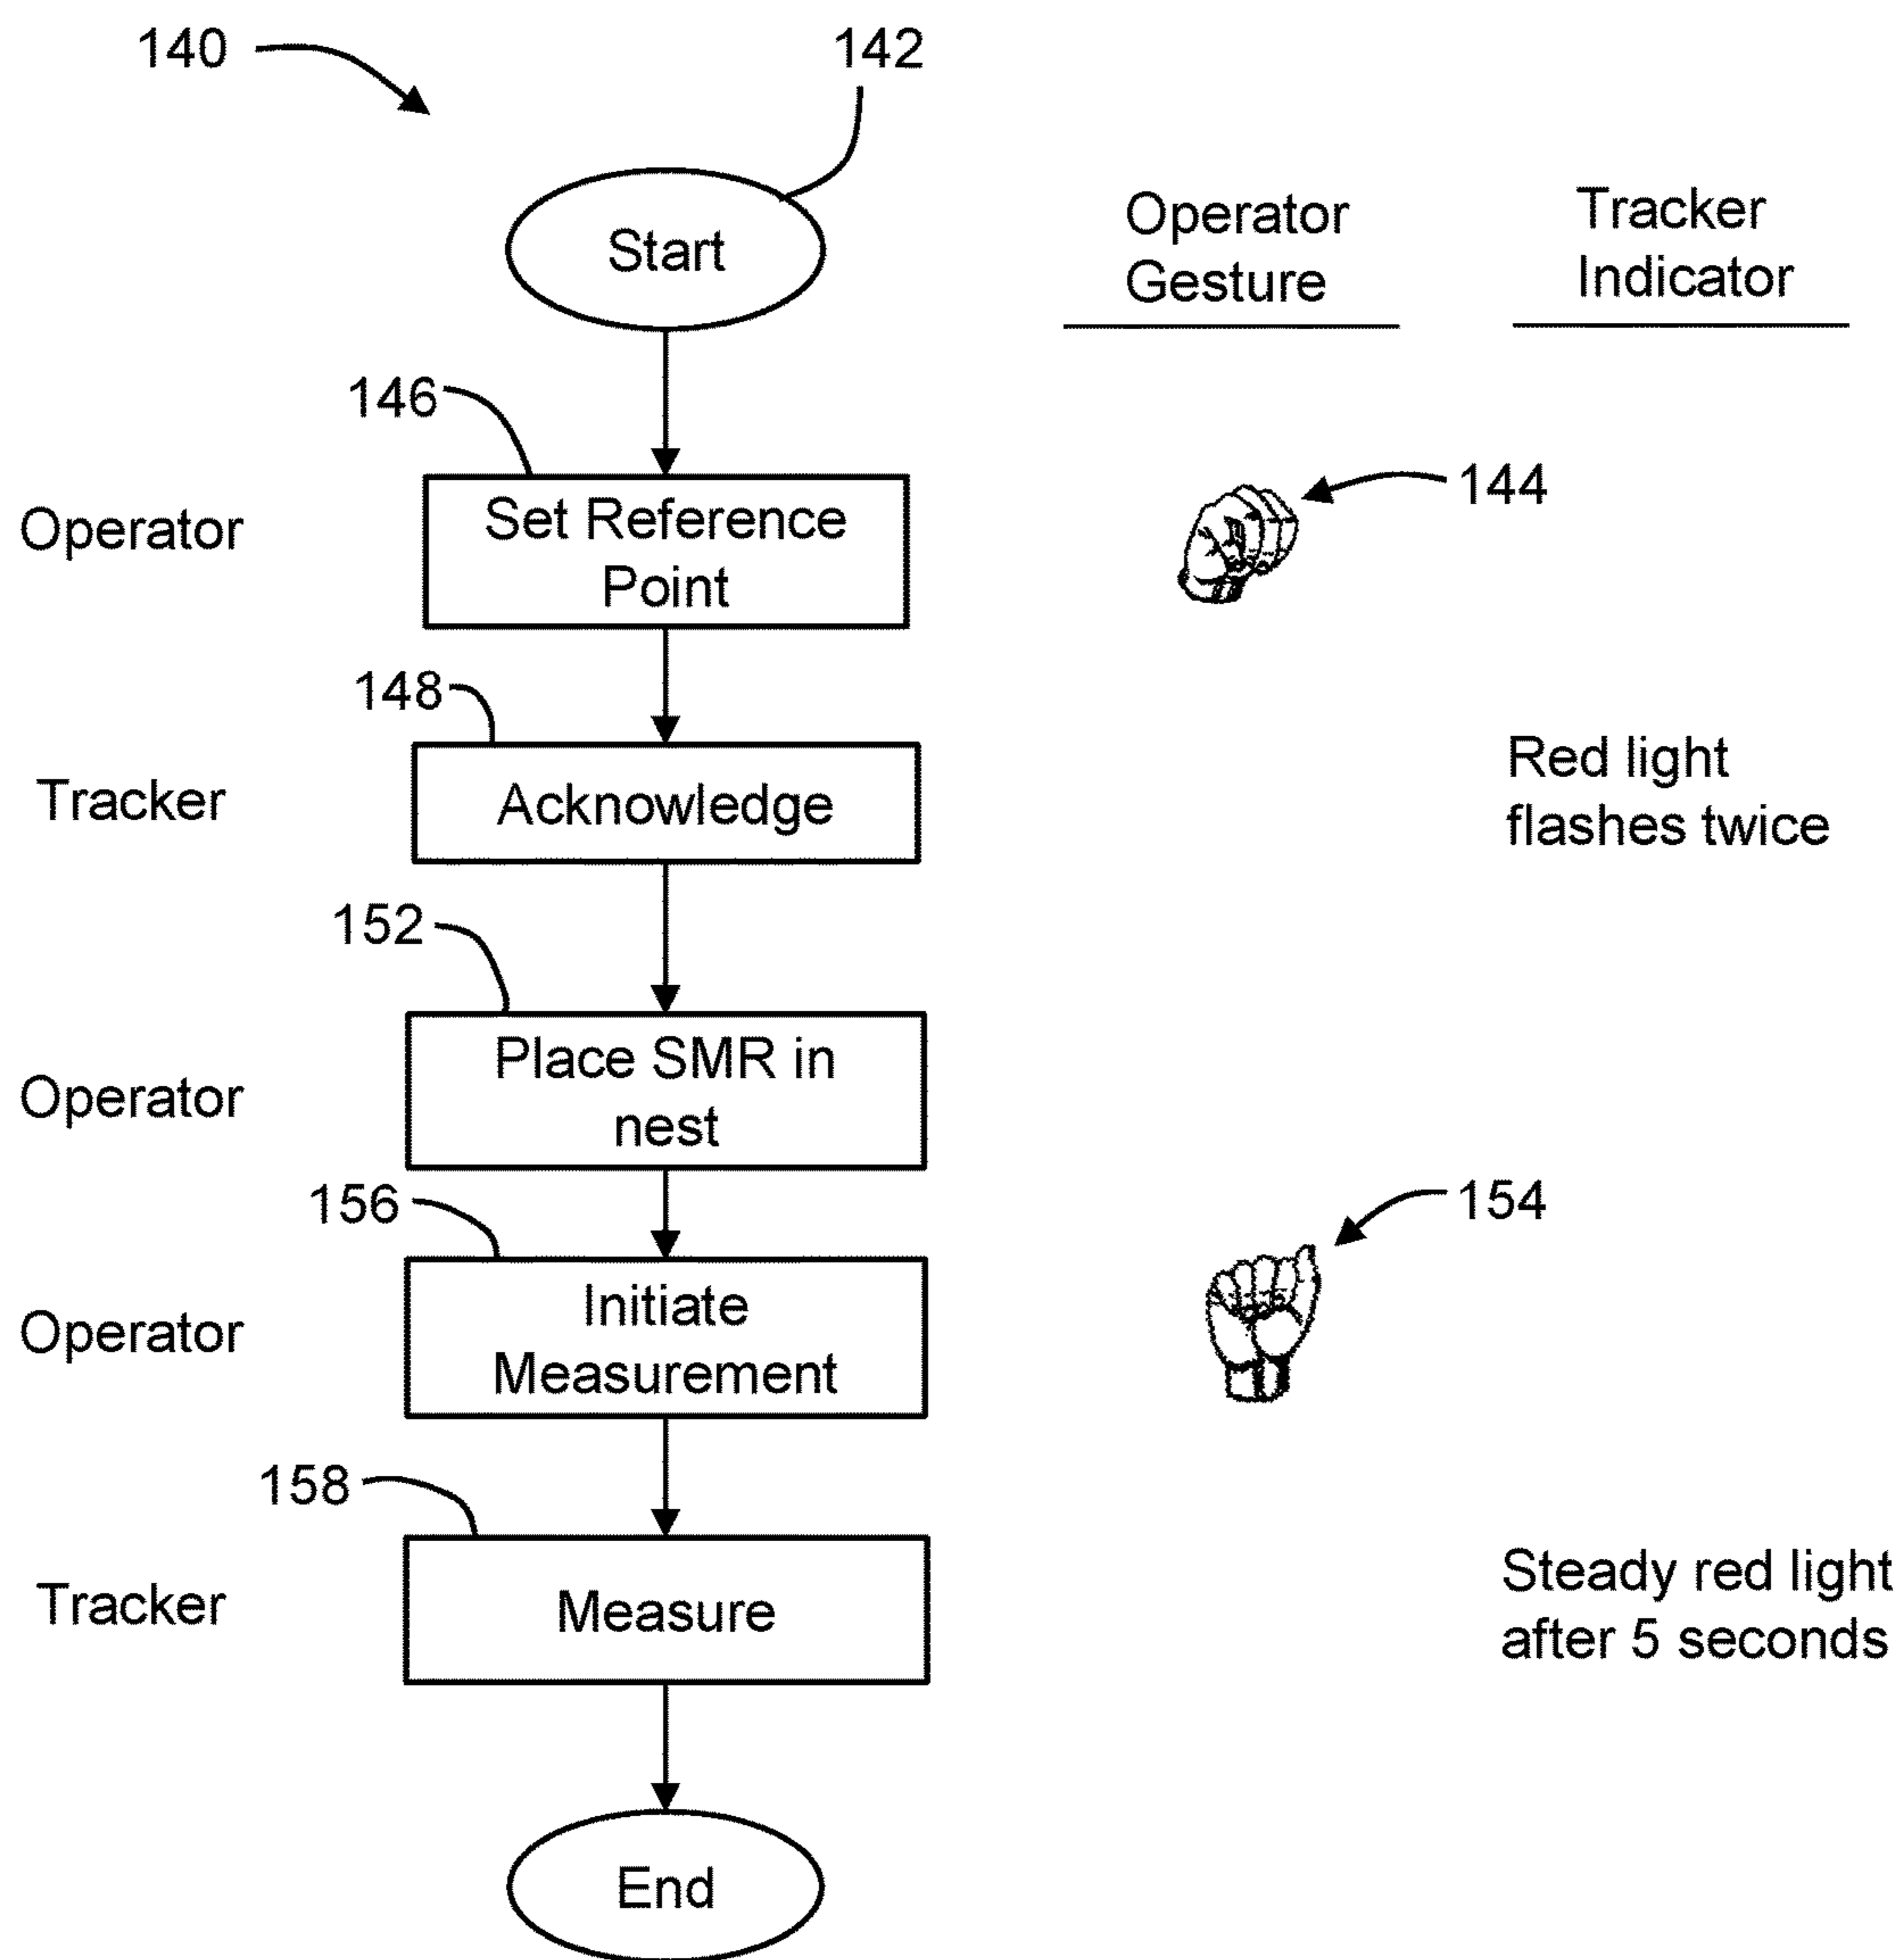 140
142
Start
Operator
Gesture
Tracker
Indicator
146
Operator
Set Reference
Point
144
148
Tracker
Acknowledge
Red light
flashes twice
152
Operator
Place SMR in
nest
156
154
Operator
Initiate
Measurement
158
Tracker
Measure
Steady red light
after 5 seconds
End